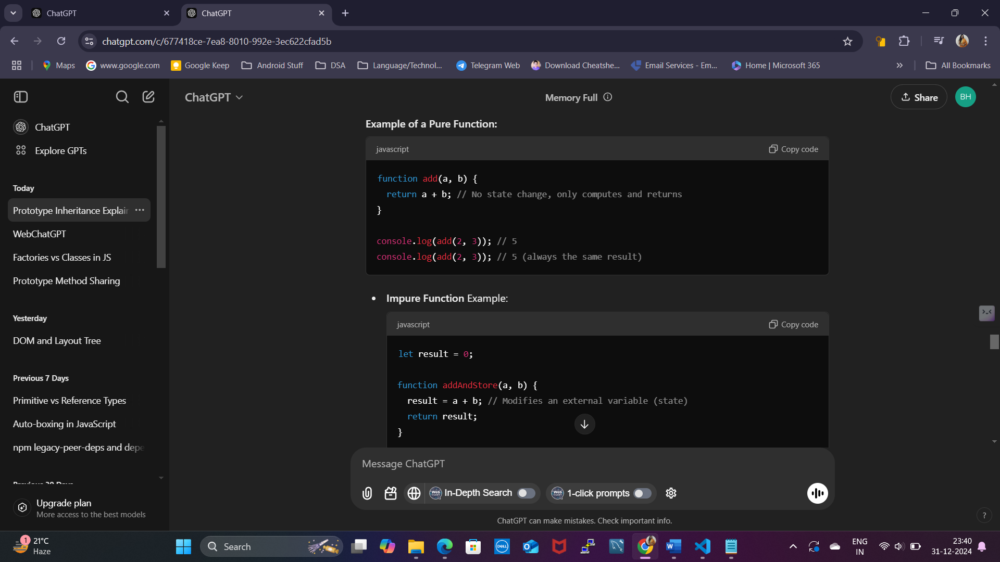 ChatGPT
ChatGPT
chatgpt.com/c/677418ce-7ea8-8010-992e-3ec622cfad5b
Maps
www.google.com
Google Keep
Android Stuff
DSA
Language/Technol...
Telegram Web
Download Cheatshe...
Email Services - Em...
Home | Microsoft 365
All Bookmarks
ChatGPT
Memory Full
Share
BH
ChatGPT
Explore GPTs
Today
Prototype Inheritance Explai
WebChatGPT
Factories vs Classes in JS
Prototype Method Sharing
Yesterday
DOM and Layout Tree
Previous 7 Days
Primitive vs Reference Types
Auto-boxing in JavaScript
npm legacy-peer-deps and depe
Previous 30 Days
Upgrade plan
More access to the best models
Example of a Pure Function:
javascript
Copy code
function add(a, b) {
return a + b; // No state change, only computes and returns
}
console.log(add(2, 3)); // 5
console.log(add(2, 3)); // 5 (always the same result)
• Impure Function Example:
javascript
Copy code
let result = 0;
function addAndStore(a, b) {
result = a + b; // Modifies an external variable (state)
return result;
}
Message ChatGPT
In-Depth Search
1-click prompts
ChatGPT can make mistakes. Check important info.
?
1
21°C
Haze
Search
DELL
ENG
IN
23:40
31-12-2024